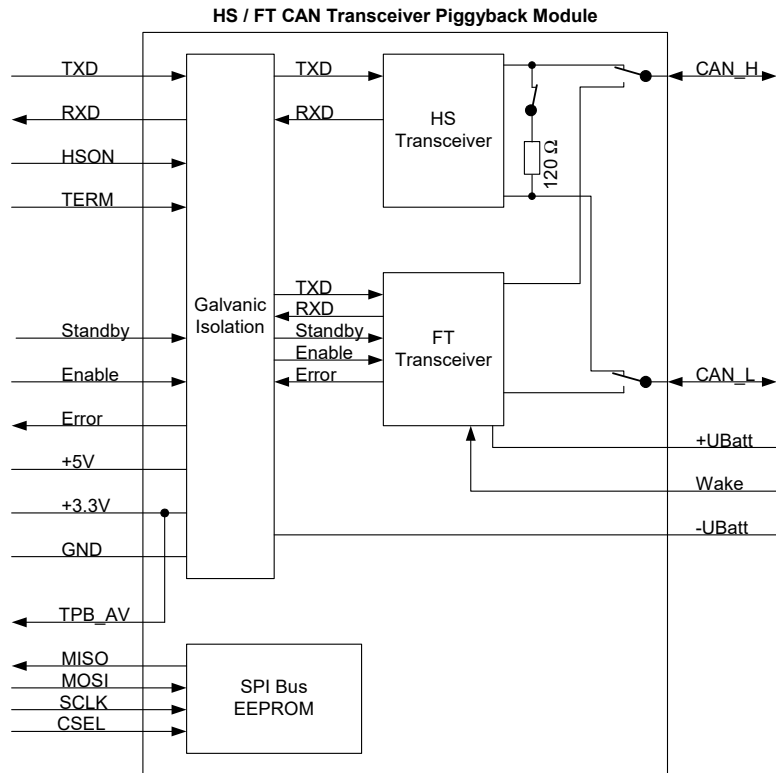 HS / FT CAN Transceiver Piggyback Module
TXD
RXD
HSON
TERM
Standby
Enable
Error
+5V
+3.3V
GND
TPB_AV
MISO
MOSI
SCLK
CSEL
Galvanic
Isolation
TXD
RXD
HS
Transceiver
120 Ω
TXD
RXD
Standby
Enable
Error
FT
Transceiver
SPI Bus
EEPROM
CAN_H
CAN_L
+UBatt
Wake
-UBatt